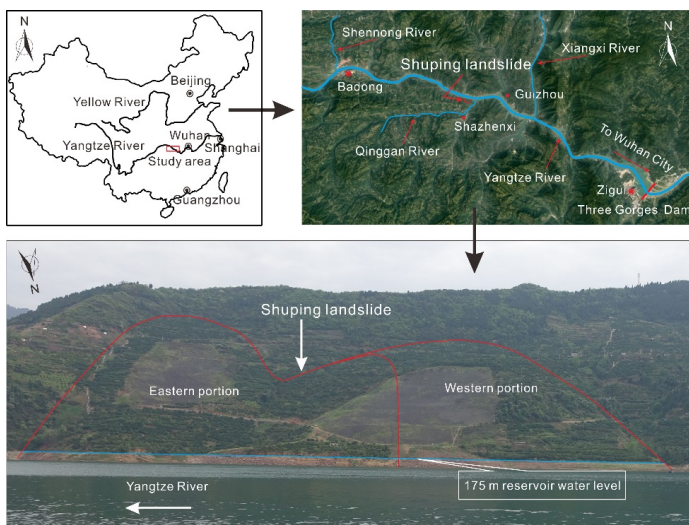 N
Beijing
Yellow River
Wuhan
Yangtze River
Shanghai
Study area
Guangzhou
N
Shennong River
Xiangxi River
Shuping landslide
Badong
Guizhou
Shazhenxi
Qinggan River
To Wuhan City
Yangtze River
Zigui
Three Gorges Dam
N
Shuping landslide
Eastern portion
Western portion
Yangtze River
175 m reservoir water level